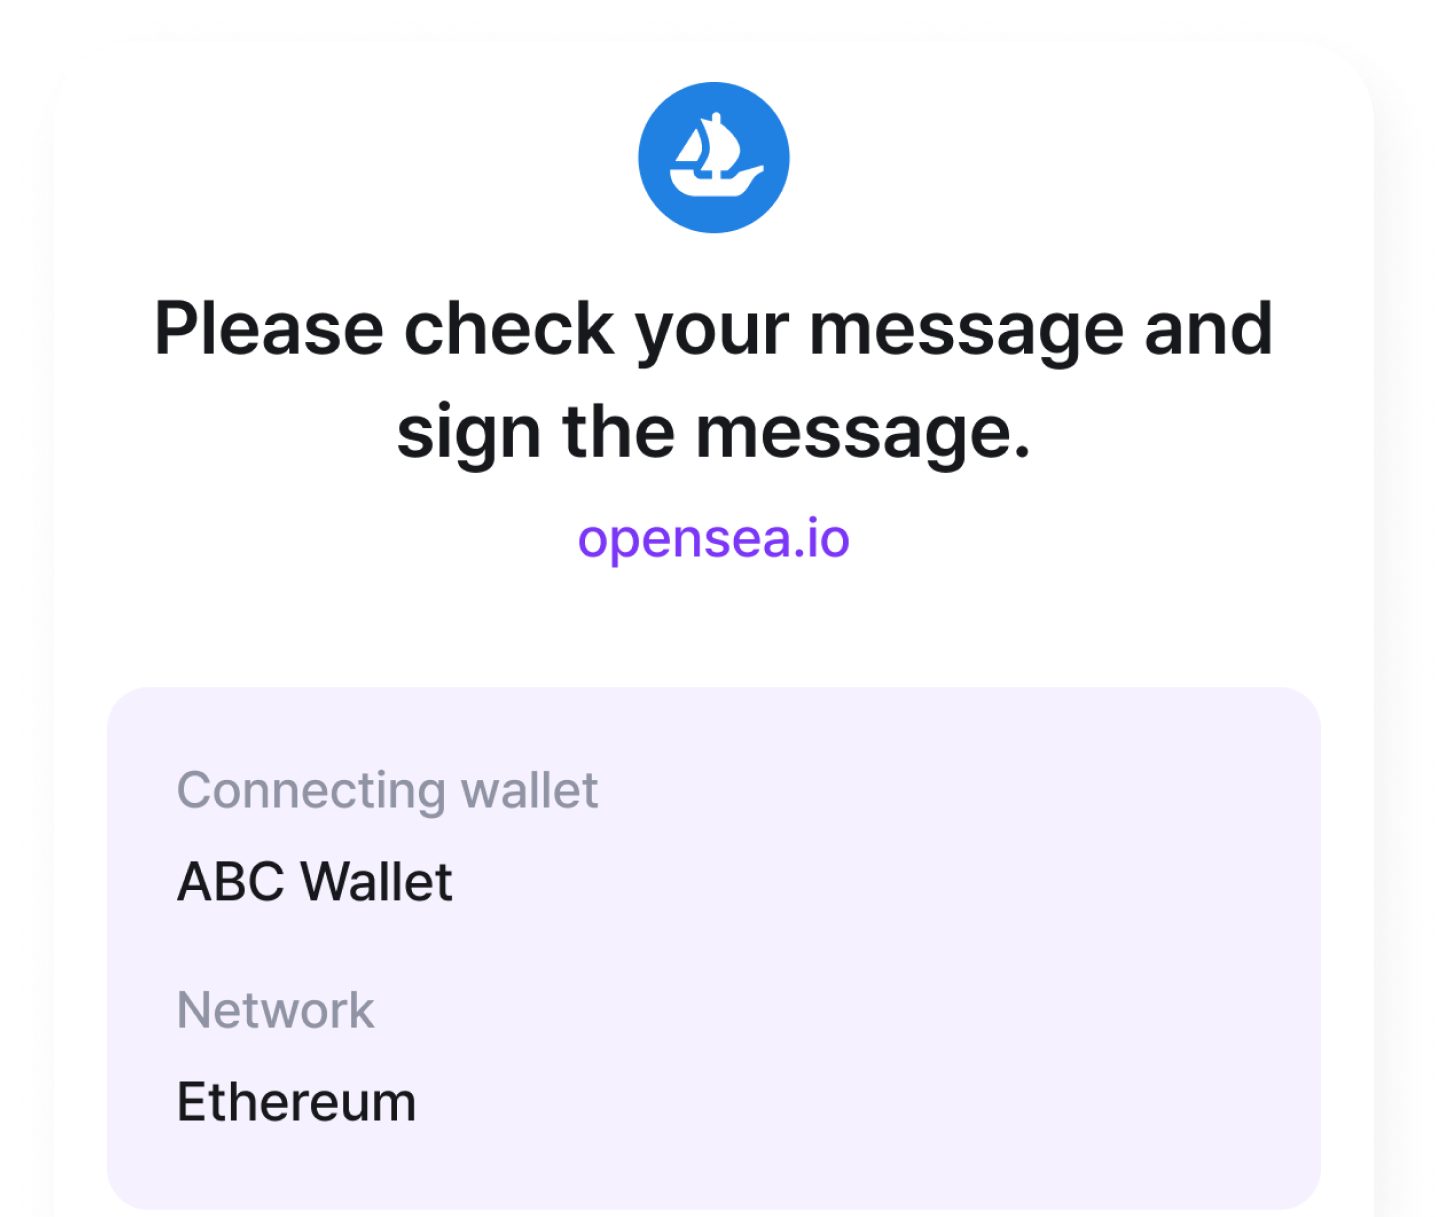 Please check your message and
sign the message.
opensea.io
Connecting wallet
ABC Wallet
Network
Ethereum